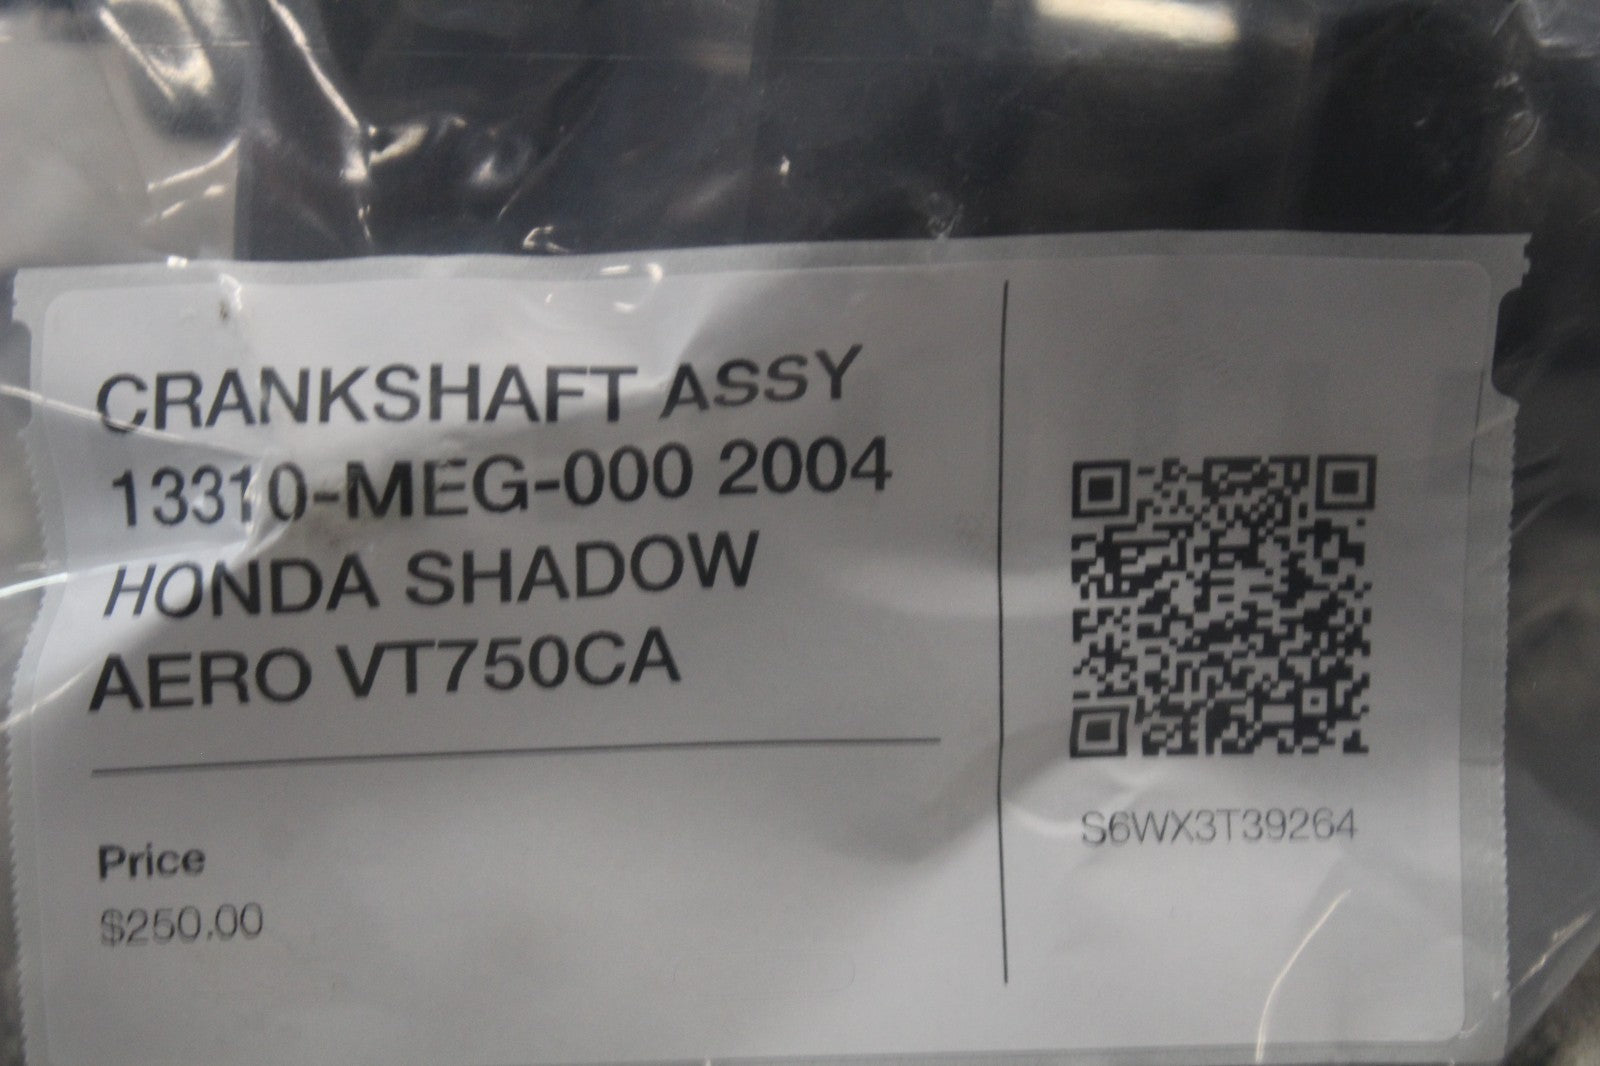 CRANKSHAFT ASSY
13310-MEG-000 2004
HONDA SHADOW
AERO VT750CA
Price
$250.00
S6WX3T39264